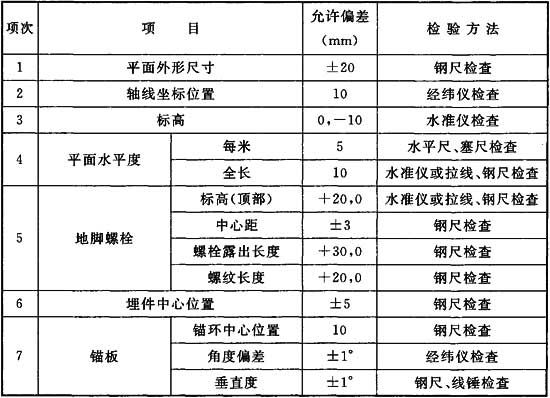 项次 项目 允许偏差(mm) 检验方法
1 平面外形尺寸 ±20 钢尺检查
2 轴线坐标位置 10 经纬仪检查
3 标高 0,-10 水准仪检查
4 平面水平度 每米 5 水平尺、塞尺检查
全长 10 水准仪或拉线、钢尺检查
5 地脚螺栓 标高(顶部) +20,0 水准仪或拉线、钢尺检查
中心距 ±3 钢尺检查
螺栓露出长度 +30,0 钢尺检查
螺纹长度 +20,0 钢尺检查
6 埋件中心位置 ±5 钢尺检查
7 锚板 锚环中心位置 10 钢尺检查
角度偏差 ±1° 经纬仪检查
垂直度 ±1° 钢尺、线锤检查